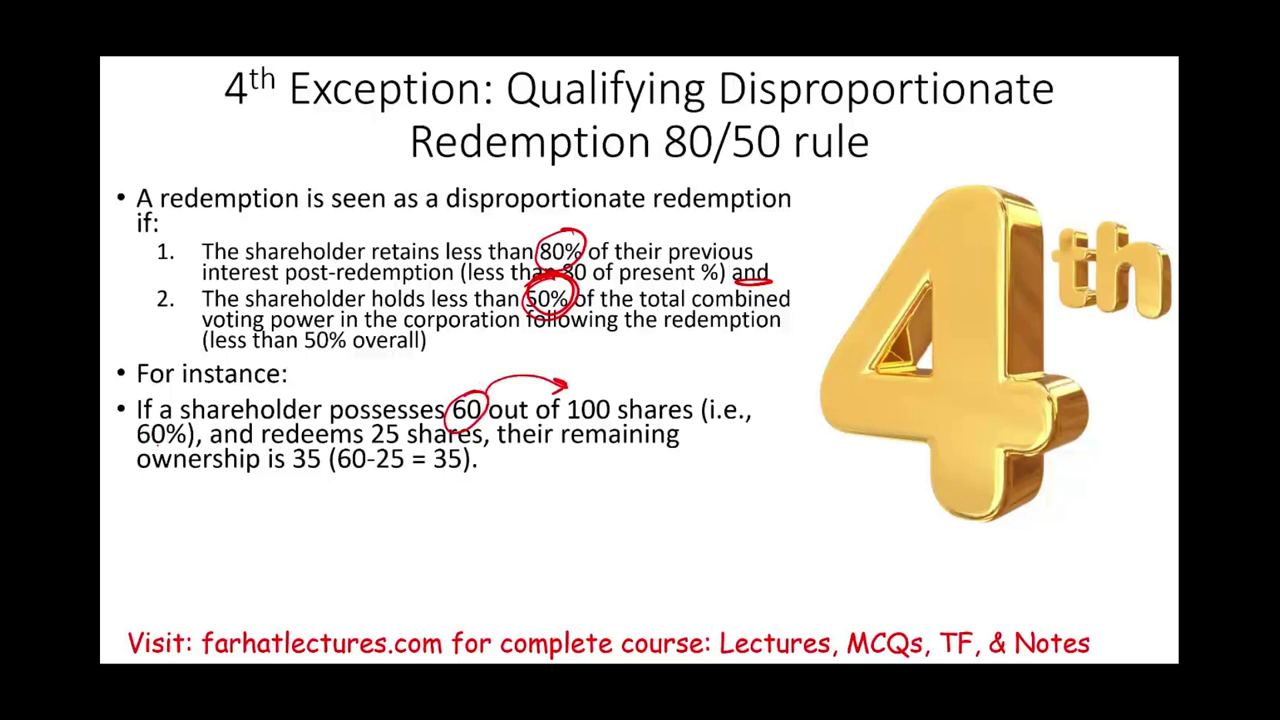 4th Exception: Qualifying Disproportionate
Redemption 80/50 rule
• A redemption is seen as a disproportionate redemption
if:
1. The shareholder retains less than 80% of their previous
interest post-redemption (less than 80 of present %) and
2. The shareholder holds less than 50% of the total combined
voting power in the corporation following the redemption
(less than 50% overall)
• For instance:
• If a shareholder possesses 60 out of 100 shares (i.e.,
60%), and redeems 25 shares, their remaining
ownership is 35 (60-25 = 35).
4th
Visit: farhatlectures.com for complete course: Lectures, MCQs, TF, & Notes